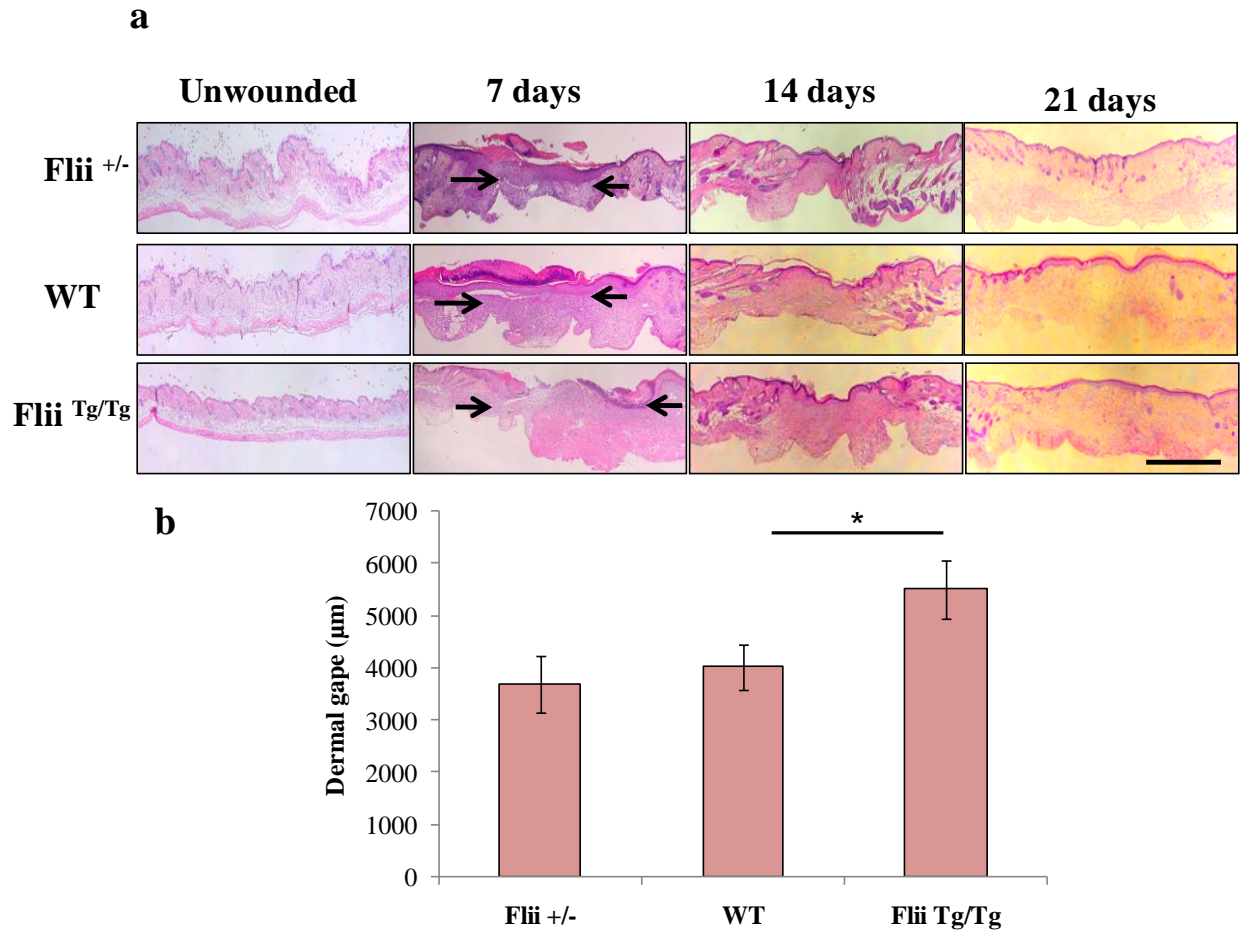 a
Unwounded 7 days 14 days 21 days
Flii +/-
WT
Flii Tg/Tg
b
*
7000
6000
5000
4000
3000
2000
1000
0
Dermal gape (µm)
Flii +/- WT Flii Tg/Tg